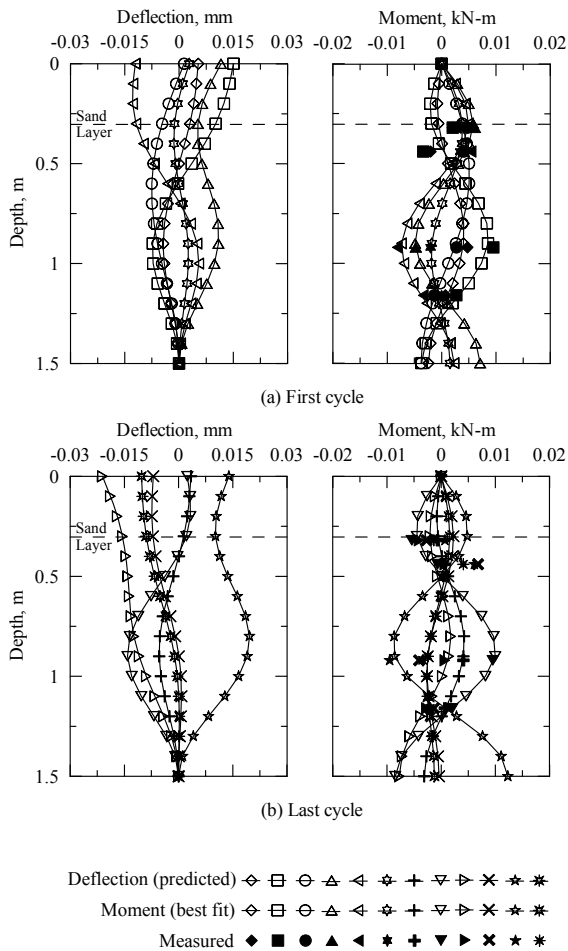 Deflection, mm
-0.03 -0.015 0 0.015 0.03
Moment, kN-m
-0.02 -0.01 0 0.01 0.02
Depth, m
0
Sand
Layer
0.5
1
1.5
(a) First cycle
Deflection, mm
-0.03 -0.015 0 0.015 0.03
Moment, kN-m
-0.02 -0.01 0 0.01 0.02
Depth, m
0
Sand
Layer
0.5
1
1.5
(b) Last cycle
Deflection (predicted)
Moment (best fit)
Measured